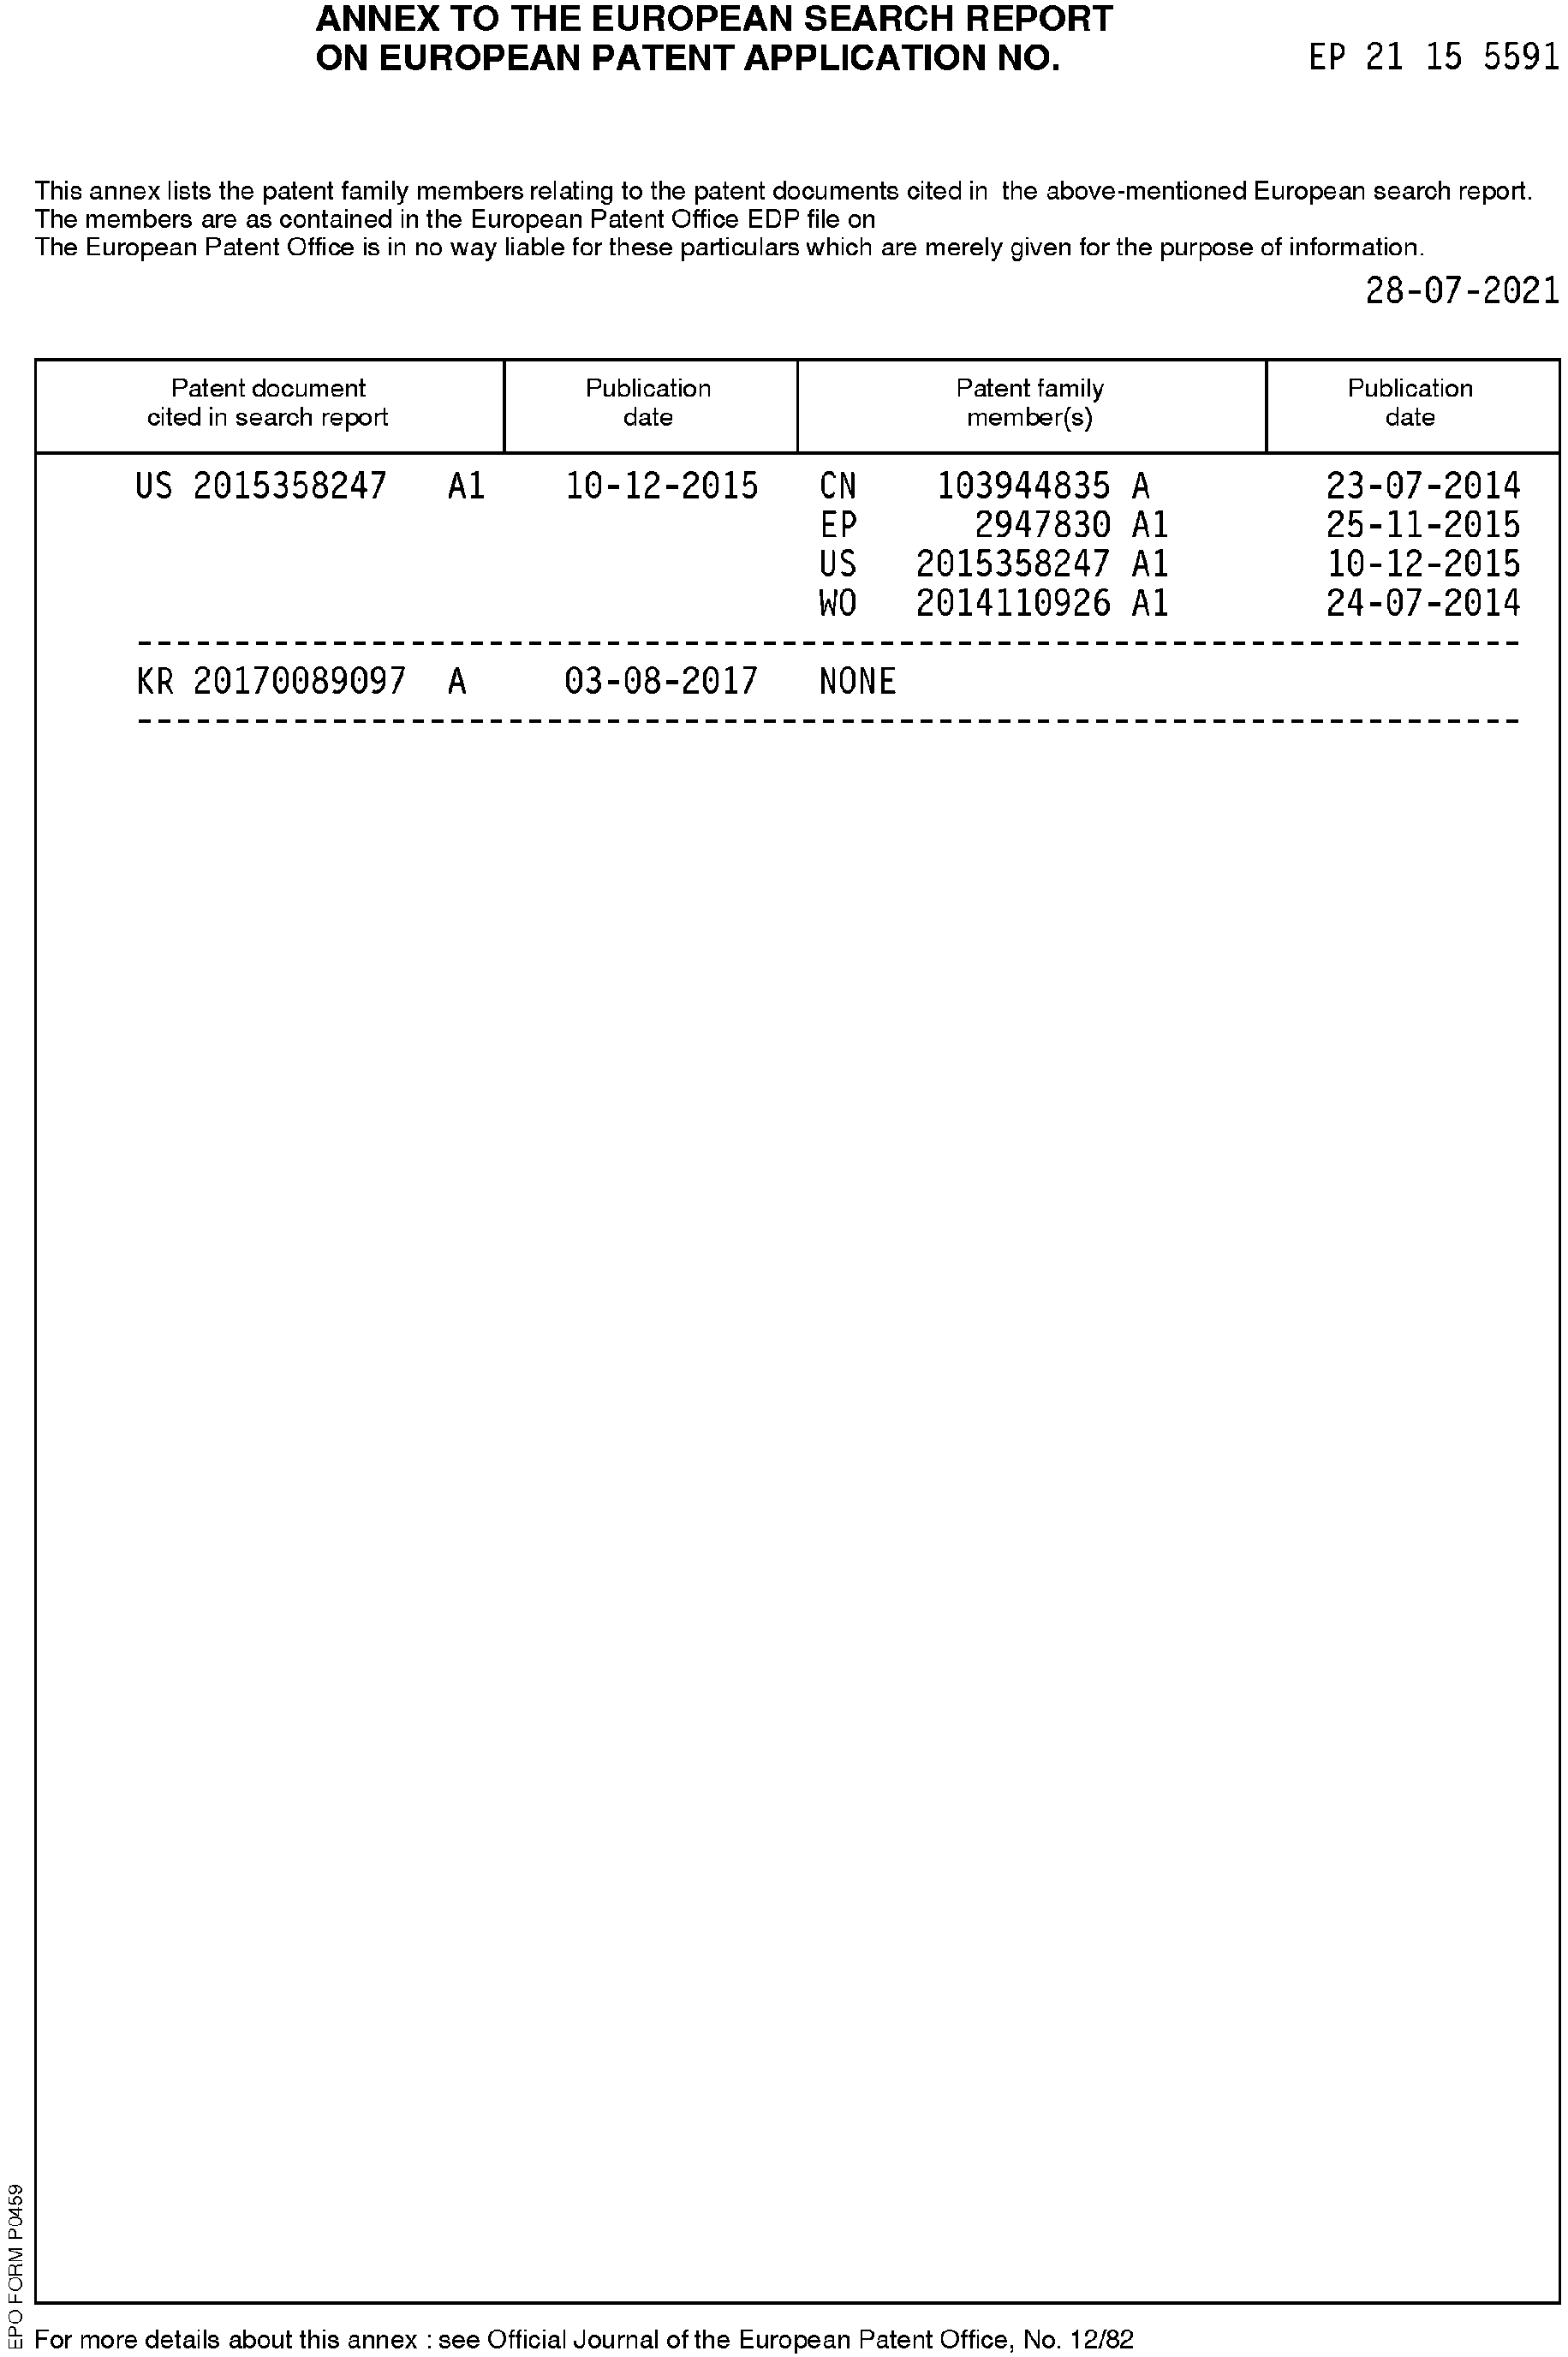 ANNEX TO THE EUROPEAN SEARCH REPORT
ON EUROPEAN PATENT APPLICATION NO. EP 21 15 5591
This annex lists the patent family members relating to the patent documents cited in the above-mentioned European search report.
The members are as contained in the European Patent Office EDP file on
The European Patent Office is in no way liable for these particulars which are merely given for the purpose of information.
28-07-2021
Patent document Publication Patent family Publication
cited in search report date member(s) date
US 2015358247 A1 10-12-2015 CN 103944835 A 23-07-2014
EP 2947830 A1 25-11-2015
US 2015358247 A1 10-12-2015
WO 2014110926 A1 24-07-2014
KR 20170089097 A 03-08-2017 NONE
EPO FORM P0459
For more details about this annex : see Official Journal of the European Patent Office, No. 12/82